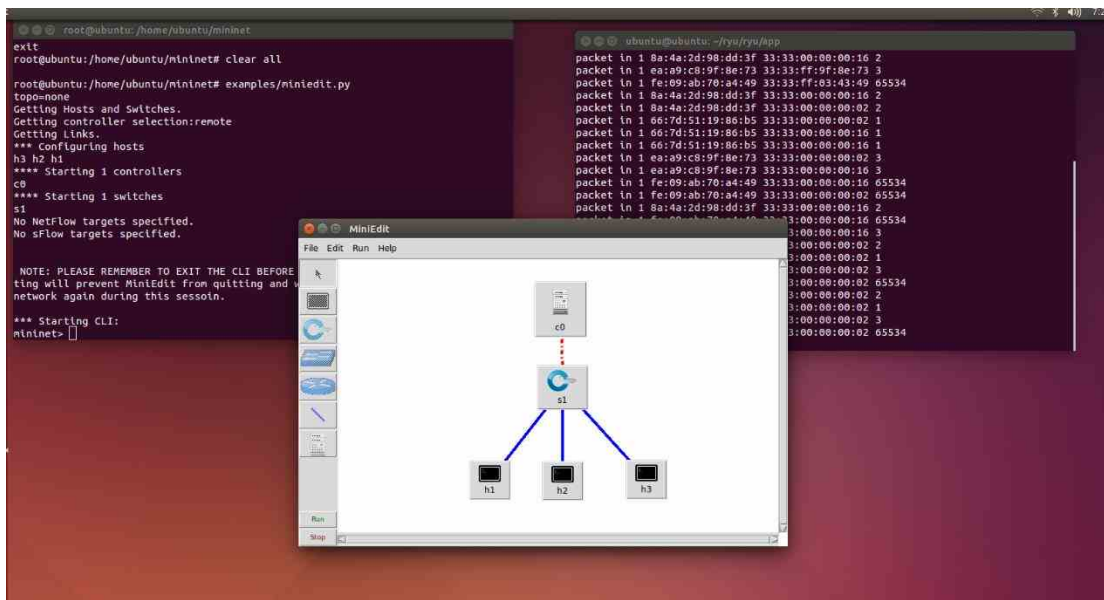 root@ubuntu: /home/ubuntu/mininet
exit
root@ubuntu:/home/ubuntu/mininet# clear all
root@ubuntu:/home/ubuntu/mininet# examples/miniedit.py
topo=none
Getting Hosts and Switches.
Getting controller selection:remote
Getting Links.
*** Configuring hosts
h3 h2 h1
**** Starting 1 controllers
c0
**** Starting 1 switches
s1
No NetFlow targets specified.
No sFlow targets specified.
NOTE: PLEASE REMEMBER TO EXIT THE CLI BEFORE
ting will prevent MiniEdit from quitting and
network again during this sessoin.
*** Starting CLI:
mininet>
ubuntu@ubuntu: ~/ryu/ryu/app
packet in 1 8a:4a:2d:98:dd:3f 33:33:00:00:00:16 2
packet in 1 ea:a9:c8:9f:8e:73 33:33:ff:9f:8e:73 3
packet in 1 fe:09:ab:70:a4:49 33:33:ff:03:43:49 65534
packet in 1 8a:4a:2d:98:dd:3f 33:33:00:00:00:16 2
packet in 1 8a:4a:2d:98:dd:3f 33:33:00:00:00:02 2
packet in 1 66:7d:51:19:86:b5 33:33:00:00:00:02 1
packet in 1 66:7d:51:19:86:b5 33:33:00:00:00:16 1
packet in 1 66:7d:51:19:86:b5 33:33:00:00:00:16 1
packet in 1 ea:a9:c8:9f:8e:73 33:33:00:00:00:02 3
packet in 1 ea:a9:c8:9f:8e:73 33:33:00:00:00:16 3
packet in 1 fe:09:ab:70:a4:49 33:33:00:00:00:16 65534
packet in 1 fe:09:ab:70:a4:49 33:33:00:00:00:02 65534
packet in 1 8a:4a:2d:98:dd:3f 33:33:00:00:00:16 2
packet in 1 fe:09:ab:70:a4:49 33:33:00:00:00:16 65534
3:00:00:00:16 3
3:00:00:00:02 2
3:00:00:00:02 1
3:00:00:00:02 3
3:00:00:00:02 65534
3:00:00:00:02 2
3:00:00:00:02 1
3:00:00:00:02 3
3:00:00:00:02 65534
MiniEdit
File Edit Run Help
c0
s1
h1 h2 h3
Run
Stop